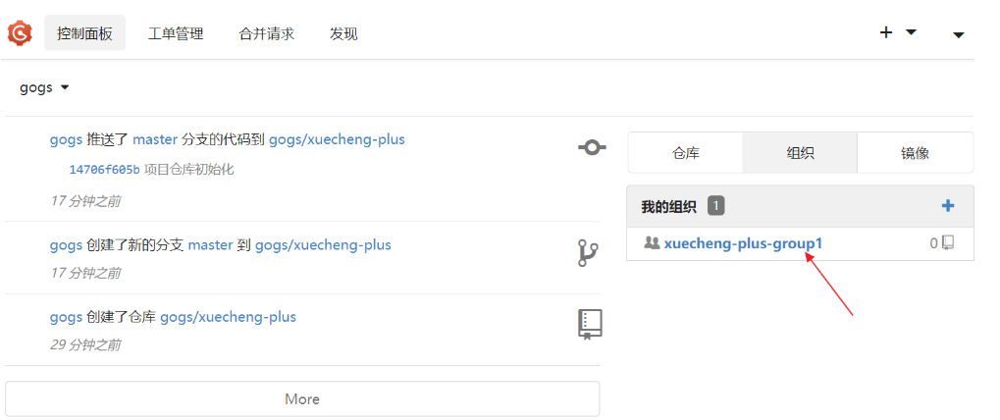 控制面板 工单管理 合并请求 发现
gogs
gogs 推送了 master 分支的代码到 gogs/xuecheng-plus
14706f605b 项目仓库初始化
17 分钟之前
gogs 创建了新的分支 master 到 gogs/xuecheng-plus
17 分钟之前
gogs 创建了仓库 gogs/xuecheng-plus
29 分钟之前
More
仓库 组织 镜像
我的组织 1
xuecheng-plus-group1 0